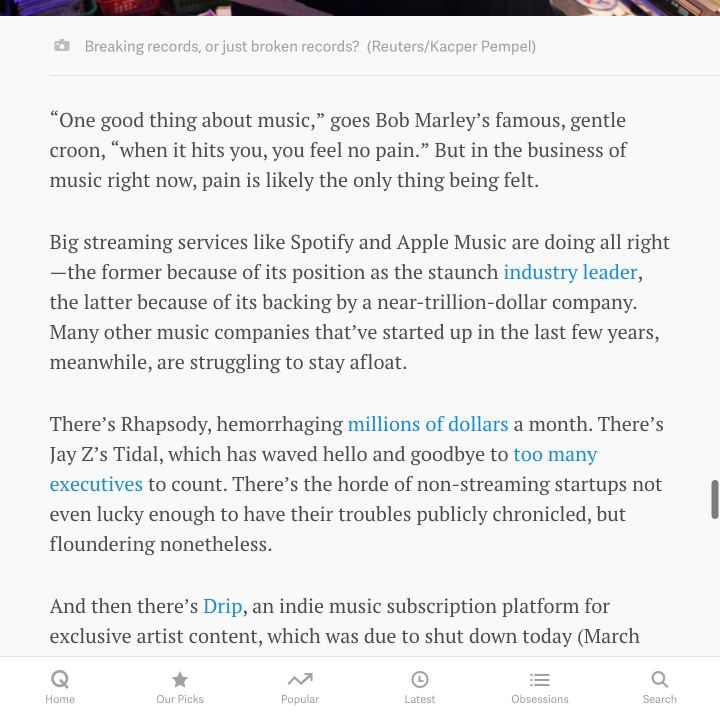 Breaking records, or just broken records? (Reuters/Kacper Pempel)
“One good thing about music,” goes Bob Marley’s famous, gentle
croon, “when it hits you, you feel no pain.” But in the business of
music right now, pain is likely the only thing being felt.
Big streaming services like Spotify and Apple Music are doing all right
—the former because of its position as the staunch industry leader,
the latter because of its backing by a near-trillion-dollar company.
Many other music companies that’ve started up in the last few years,
meanwhile, are struggling to stay afloat.
There’s Rhapsody, hemorrhaging millions of dollars a month. There’s
Jay Z’s Tidal, which has waved hello and goodbye to too many
executives to count. There’s the horde of non-streaming startups not
even lucky enough to have their troubles publicly chronicled, but
floundering nonetheless.
And then there’s Drip, an indie music subscription platform for
exclusive artist content, which was due to shut down today (March
Home Our Picks Popular Latest Obsessions Search